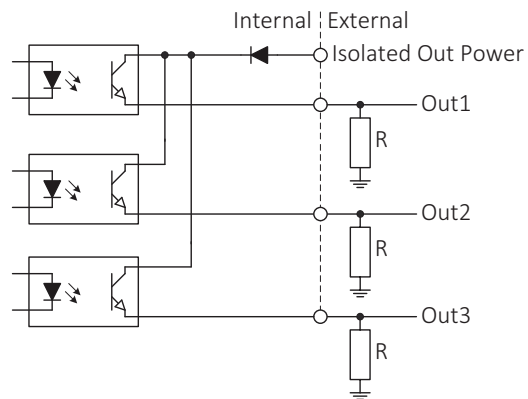 Internal External
Isolated Out Power
Out1
R
Out2
R
Out3
R